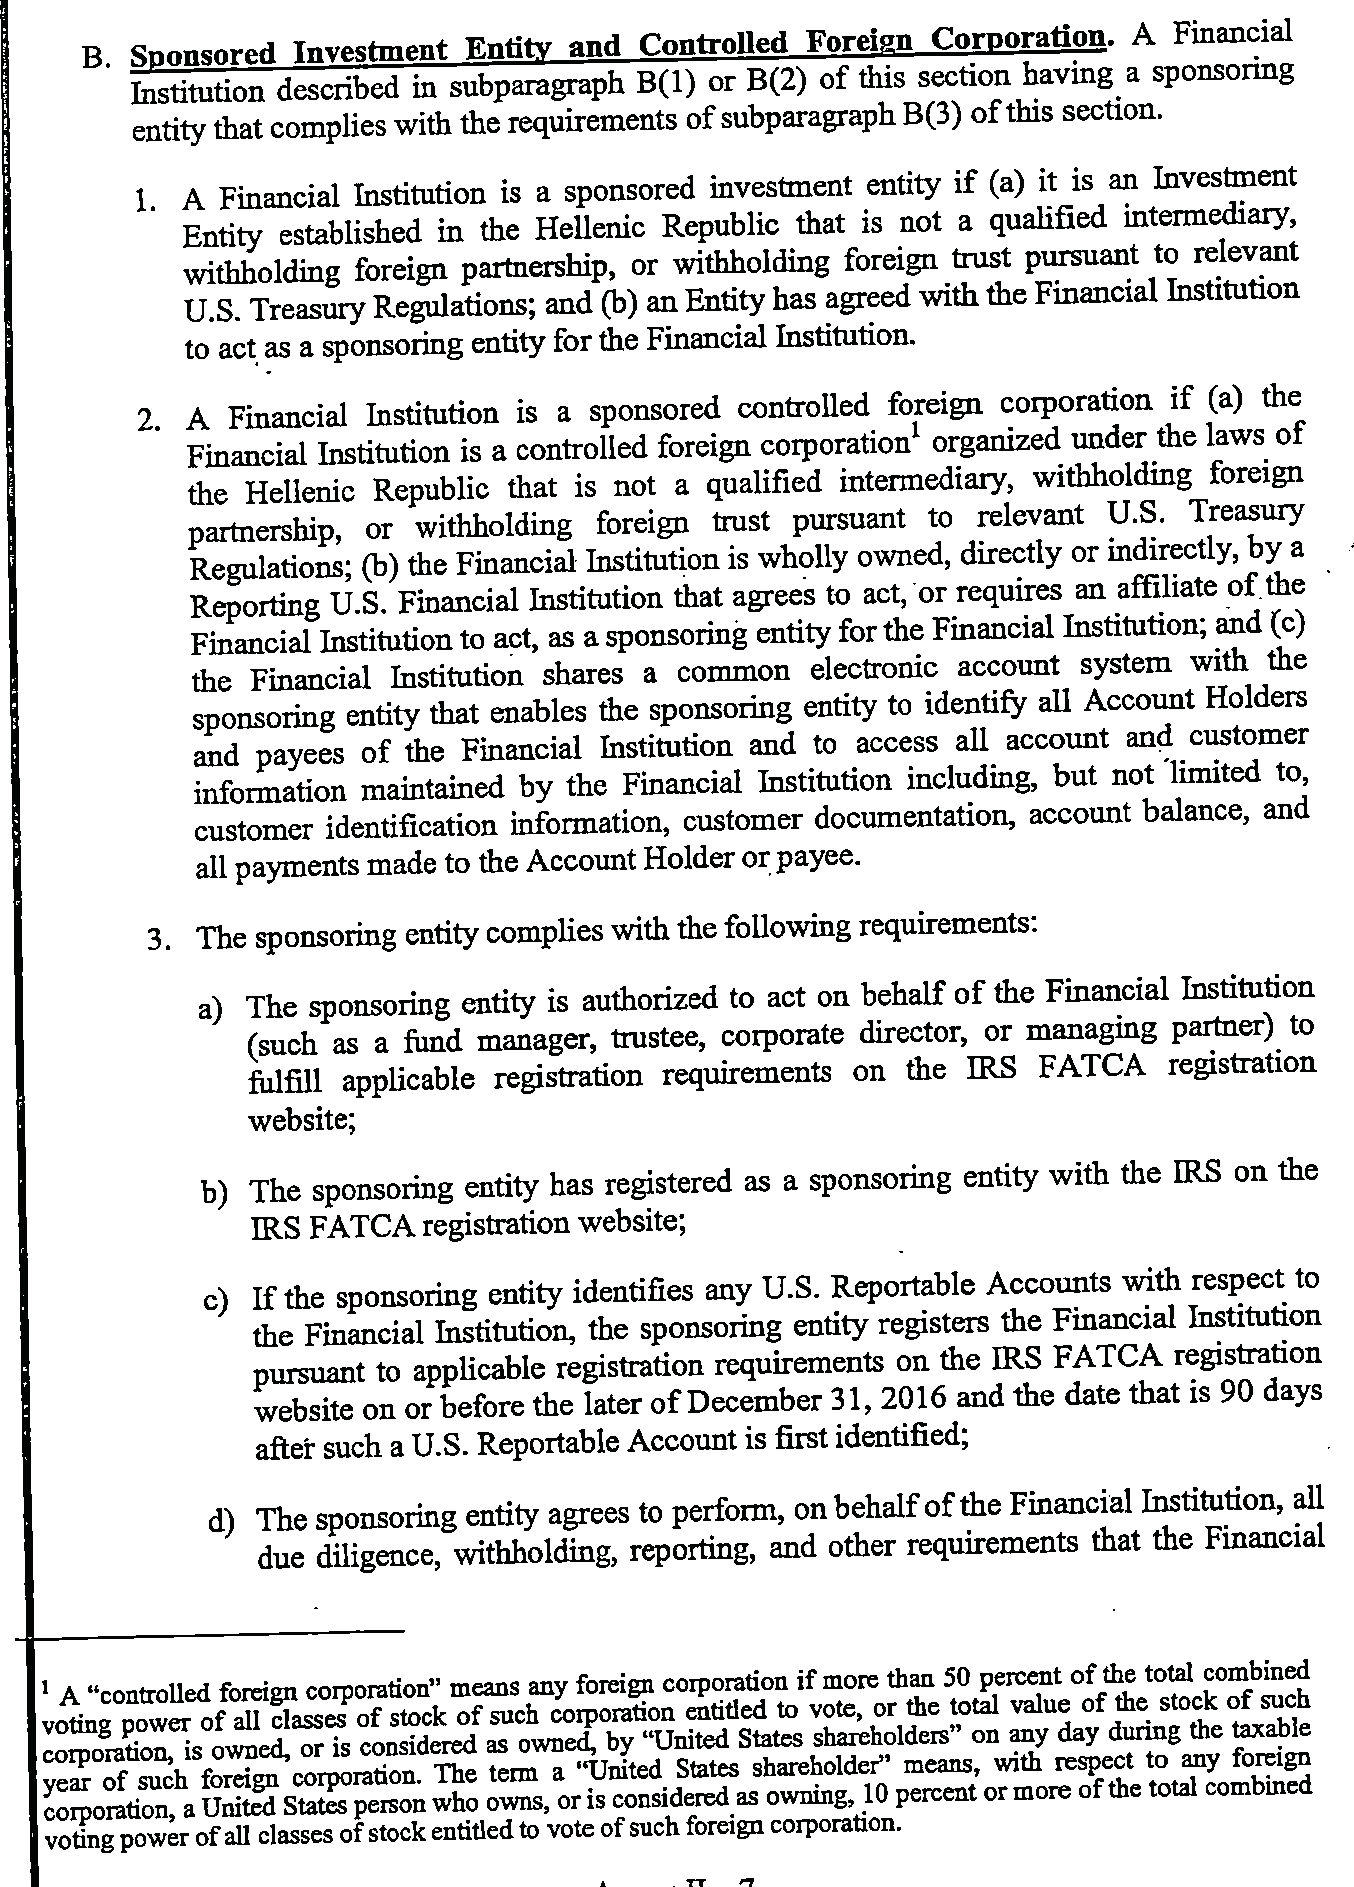 B. Sponsored Investment Entity and Controlled Foreign Corporation. A Financial
Institution described in subparagraph B(1) or B(2) of this section having a sponsoring
entity that complies with the requirements of subparagraph B(3) of this section.
1. A Financial Institution is a sponsored investment entity if (a) it is an Investment
Entity established in the Hellenic Republic that is not a qualified intermediary,
withholding foreign partnership, or withholding foreign trust pursuant to relevant
U.S. Treasury Regulations; and (b) an Entity has agreed with the Financial Institution
to act as a sponsoring entity for the Financial Institution.
2. A Financial Institution is a sponsored controlled foreign corporation if (a) the
Financial Institution is a controlled foreign corporation¹ organized under the laws of
the Hellenic Republic that is not a qualified intermediary, withholding foreign
partnership, or withholding foreign trust pursuant to relevant U.S. Treasury
Regulations; (b) the Financial Institution is wholly owned, directly or indirectly, by a
Reporting U.S. Financial Institution that agrees to act, or requires an affiliate of the
Financial Institution to act, as a sponsoring entity for the Financial Institution; and (c)
the Financial Institution shares a common electronic account system with the
sponsoring entity that enables the sponsoring entity to identify all Account Holders
and payees of the Financial Institution and to access all account and customer
information maintained by the Financial Institution including, but not limited to,
customer identification information, customer documentation, account balance, and
all payments made to the Account Holder or payee.
3. The sponsoring entity complies with the following requirements:
a) The sponsoring entity is authorized to act on behalf of the Financial Institution
(such as a fund manager, trustee, corporate director, or managing partner) to
fulfill applicable registration requirements on the IRS FATCA registration
website;
b) The sponsoring entity has registered as a sponsoring entity with the IRS on the
IRS FATCA registration website;
c) If the sponsoring entity identifies any U.S. Reportable Accounts with respect to
the Financial Institution, the sponsoring entity registers the Financial Institution
pursuant to applicable registration requirements on the IRS FATCA registration
website on or before the later of December 31, 2016 and the date that is 90 days
after such a U.S. Reportable Account is first identified;
d) The sponsoring entity agrees to perform, on behalf of the Financial Institution, all
due diligence, withholding, reporting, and other requirements that the Financial
¹ A “controlled foreign corporation” means any foreign corporation if more than 50 percent of the total combined
voting power of all classes of stock of such corporation entitled to vote, or the total value of the stock of such
corporation, is owned, or is considered as owned, by “United States shareholders” on any day during the taxable
year of such foreign corporation. The term a “United States shareholder” means, with respect to any foreign
corporation, a United States person who owns, or is considered as owning, 10 percent or more of the total combined
voting power of all classes of stock entitled to vote of such foreign corporation.